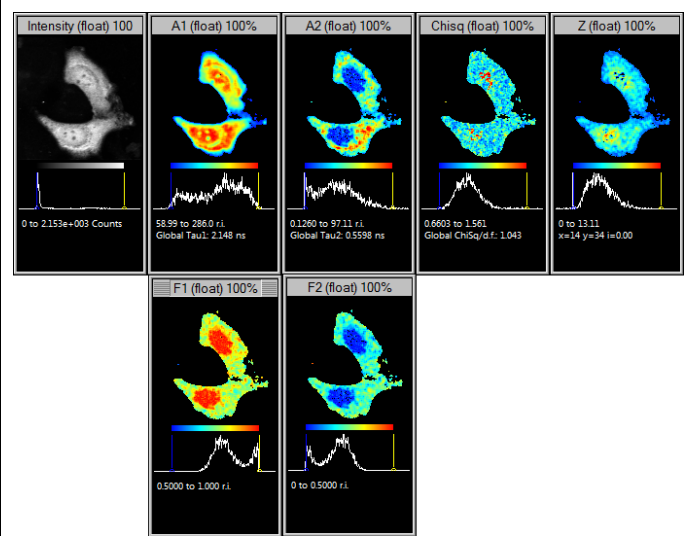 Intensity (float) 100
A1 (float) 100%
A2 (float) 100%
Chisq (float) 100%
Z (float) 100%
0 to 2.153e+003 Counts
58.99 to 286.0 r.i.
Global Tau1: 2.148 ns
0.1260 to 97.11 r.i.
Global Tau2: 0.5598 ns
0.6603 to 1.561
Global ChiSq/d.f.: 1.043
0 to 13.11
x=14 y=34 i=0.00
F1 (float) 100%
F2 (float) 100%
0.5000 to 1.000 r.i.
0 to 0.5000 r.i.